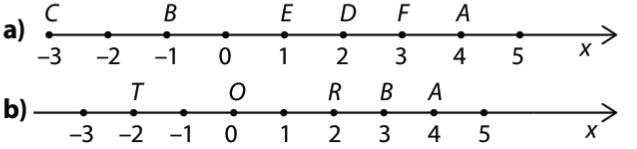 C B E D F A
a)
–3 –2 –1 0 1 2 3 4 5 x
T O R B A
b)
–3 –2 –1 0 1 2 3 4 5 x